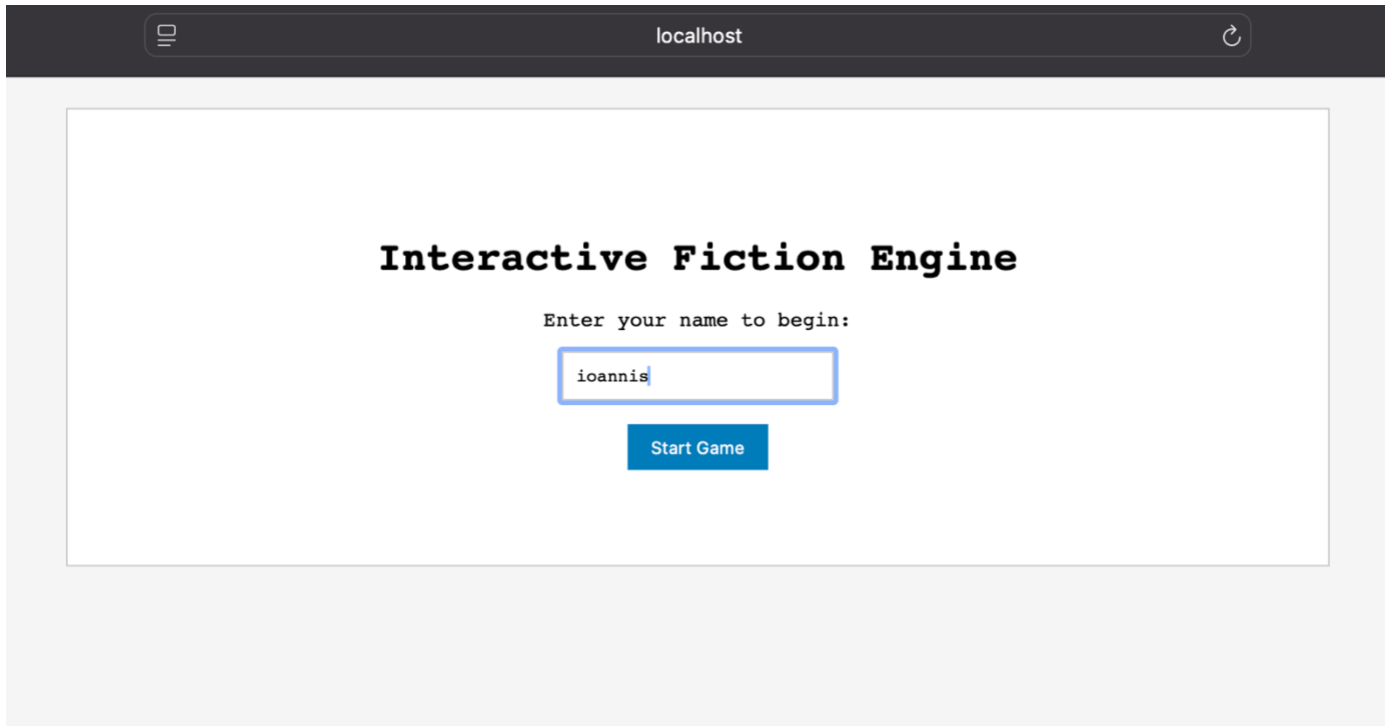 localhost
Interactive Fiction Engine
Enter your name to begin:
ioannis
Start Game